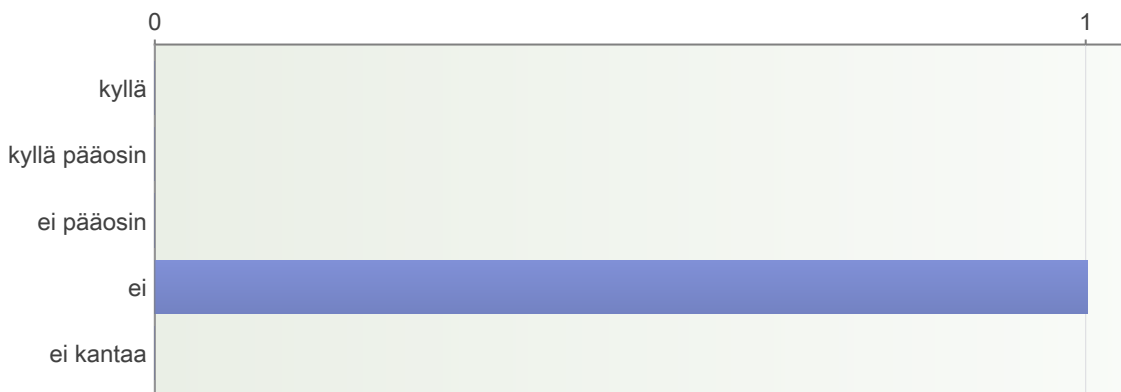 0 1
kyllä
kyllä pääosin
ei pääosin
ei
ei kantaa